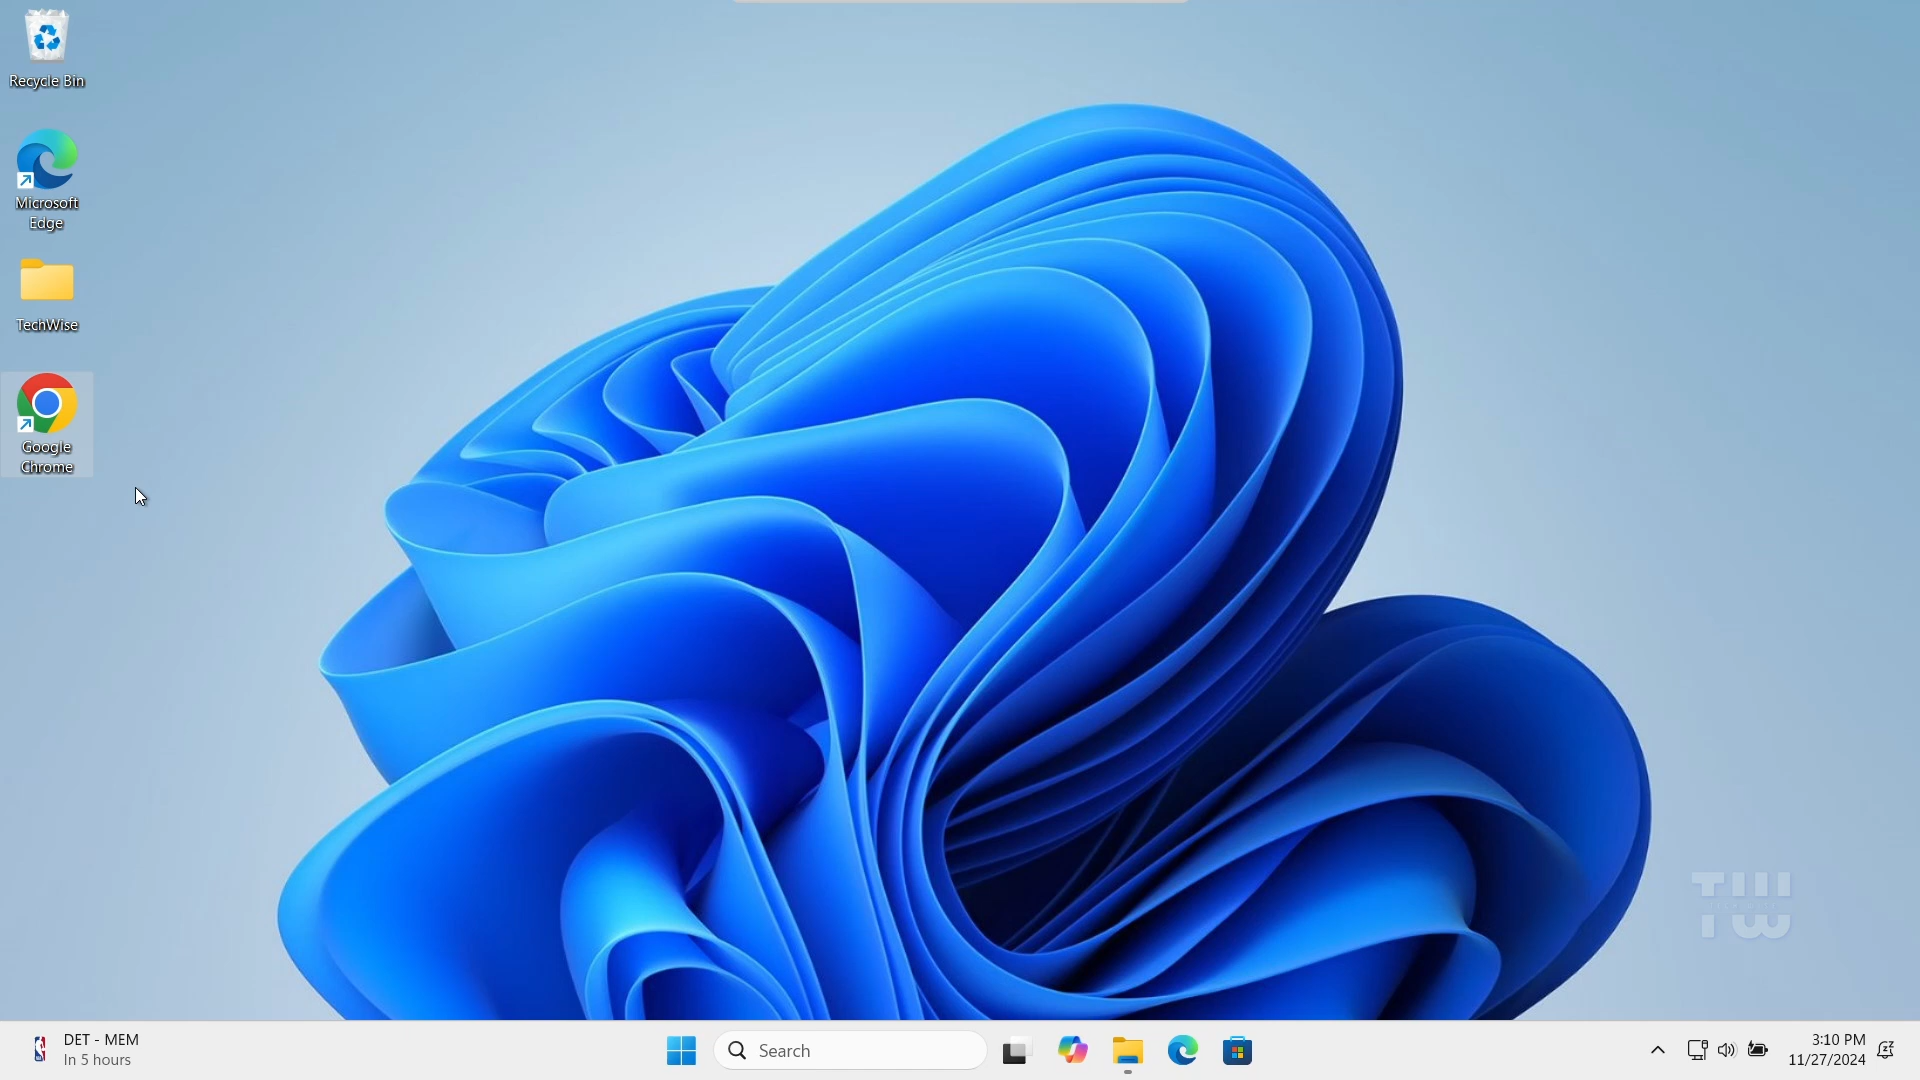 Recycle Bin
Microsoft
Edge
TechWise
Google
Chrome
TW
DET - MEM
In 5 hours
Search
3:10 PM
11/27/2024